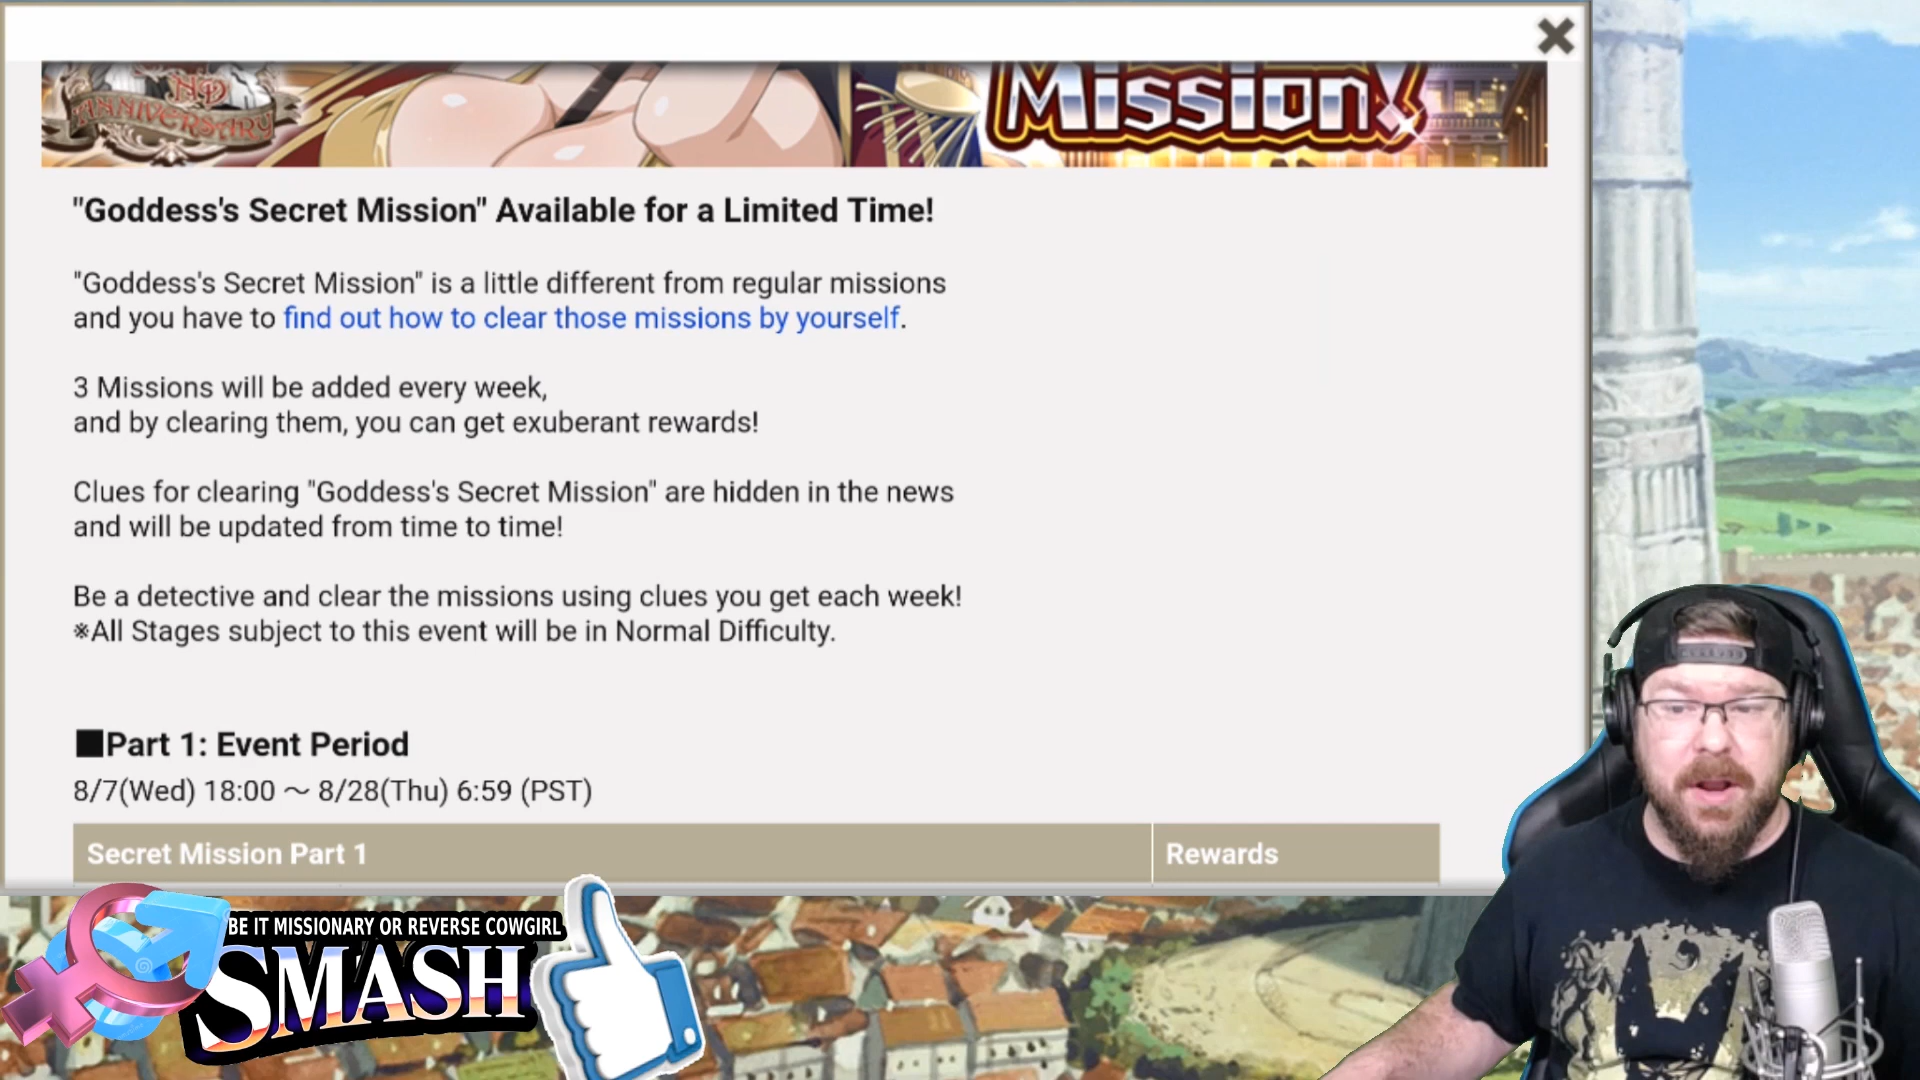 ND
ANNIVERSARY
Mission!
"Goddess's Secret Mission" Available for a Limited Time!
"Goddess's Secret Mission" is a little different from regular missions
and you have to find out how to clear those missions by yourself.
3 Missions will be added every week,
and by clearing them, you can get exuberant rewards!
Clues for clearing "Goddess's Secret Mission" are hidden in the news
and will be updated from time to time!
Be a detective and clear the missions using clues you get each week!
※All Stages subject to this event will be in Normal Difficulty.
■Part 1: Event Period
8/7(Wed) 18:00 ～ 8/28(Thu) 6:59 (PST)
Secret Mission Part 1
Rewards
BE IT MISSIONARY OR REVERSE COWGIRL
SMASH